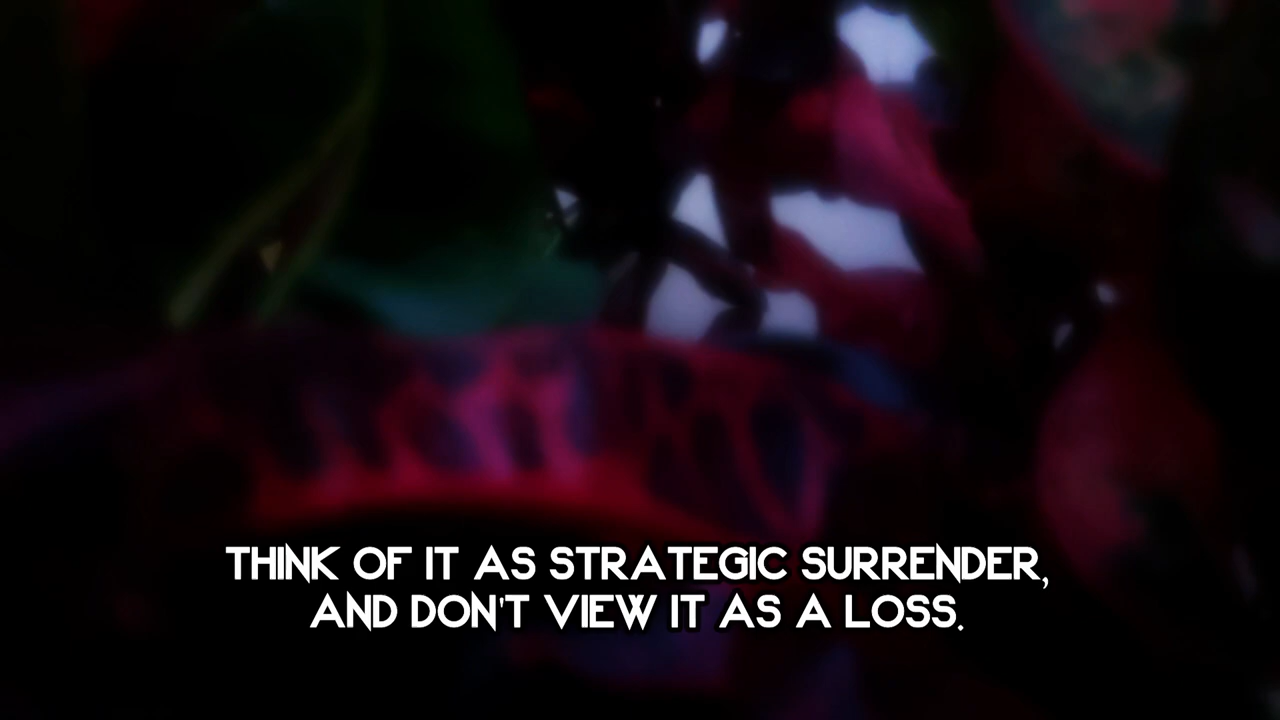 THINK OF IT AS STRATEGIC SURRENDER,
AND DON'T VIEW IT AS A LOSS.